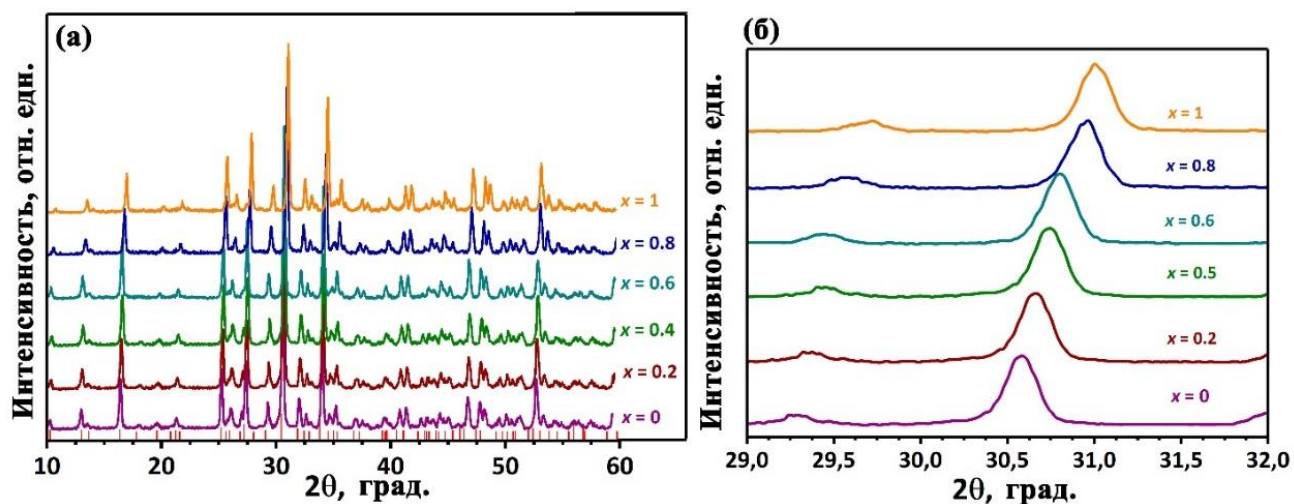 (а)
Интенсивность, отн. едн.
x = 1
x = 0.8
x = 0.6
x = 0.4
x = 0.2
x = 0
10 20 30 40 50 60
2θ, град.
(б)
Интенсивность, отн. едн.
x = 1
x = 0.8
x = 0.6
x = 0.5
x = 0.2
x = 0
29,0 29,5 30,0 30,5 31,0 31,5 32,0
2θ, град.